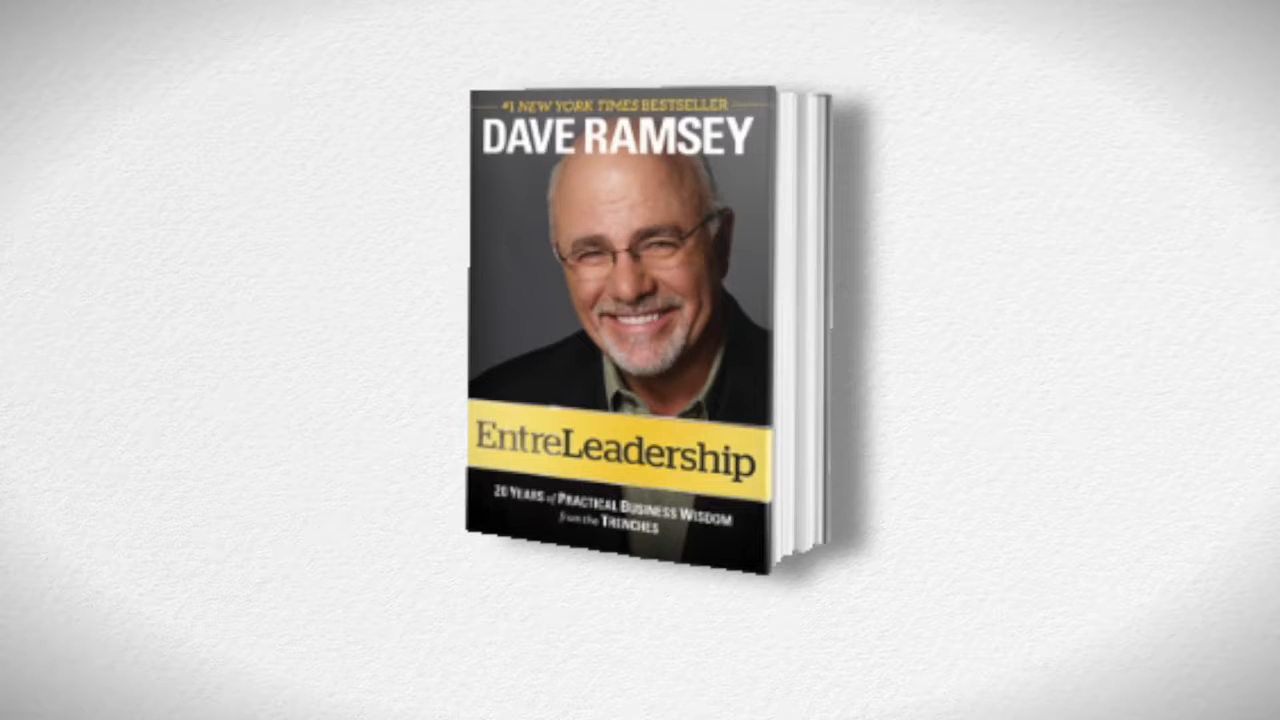 #1 NEW YORK TIMES BESTSELLER
DAVE RAMSEY
EntreLeadership
20 YEARS of PRACTICAL BUSINESS WISDOM
from the TRENCHES